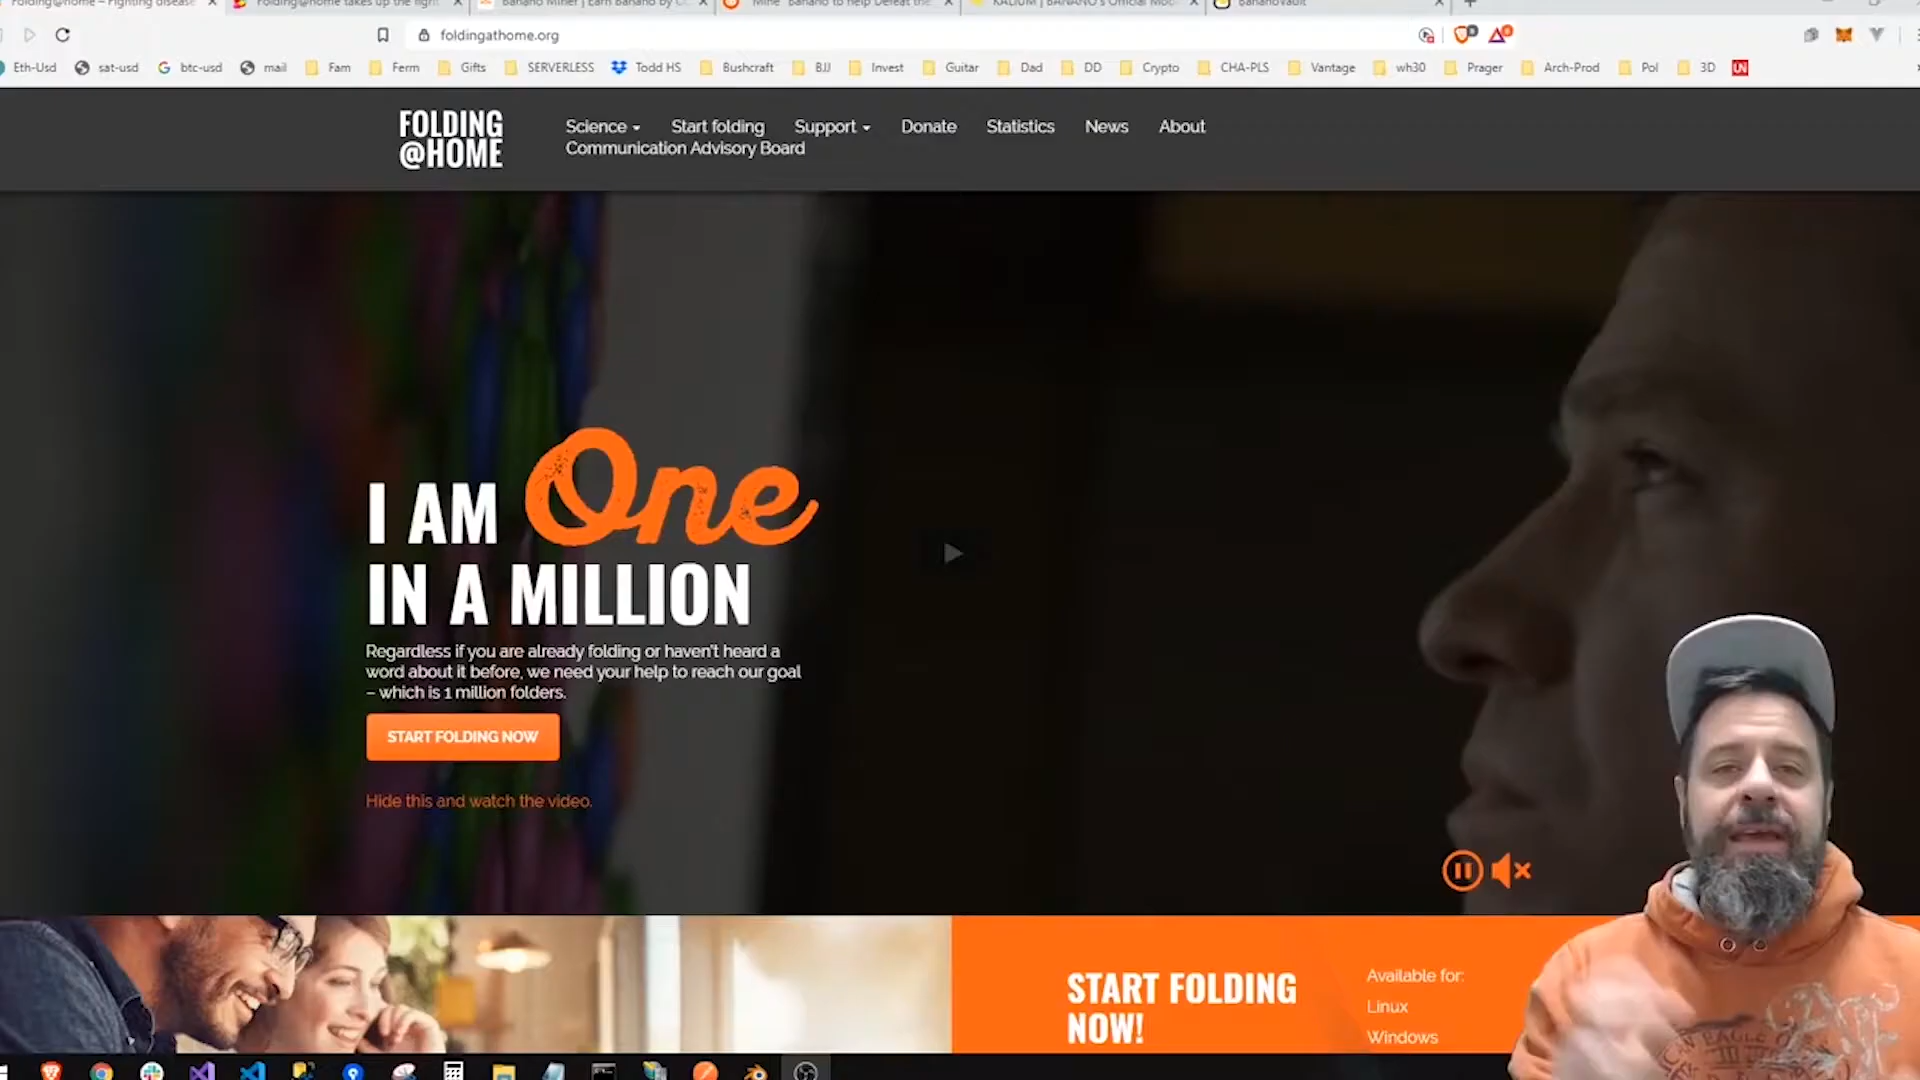 Folding@home – Fighting disease
Folding@home takes up the fight
Banano Miner | Earn Banano by C
Mine Banano to help Defeat the
KALIUM | BANANO's Official Mob
BananoVault
foldingathome.org
Eth-Usd
sat-usd
btc-usd
mail
Fam
Ferm
Gifts
SERVERLESS
Todd HS
Bushcraft
BJJ
Invest
Guitar
Dad
DD
Crypto
CHA-PLS
Vantage
wh30
Prager
Arch-Prod
Pol
3D
FOLDING
@HOME
Science
Start folding
Support
Donate
Statistics
News
About
Communication Advisory Board
I AM One
IN A MILLION
Regardless if you are already folding or haven't heard a
word about it before, we need your help to reach our goal
– which is 1 million folders.
START FOLDING NOW
Hide this and watch the video.
START FOLDING
NOW!
Available for:
Linux
Windows